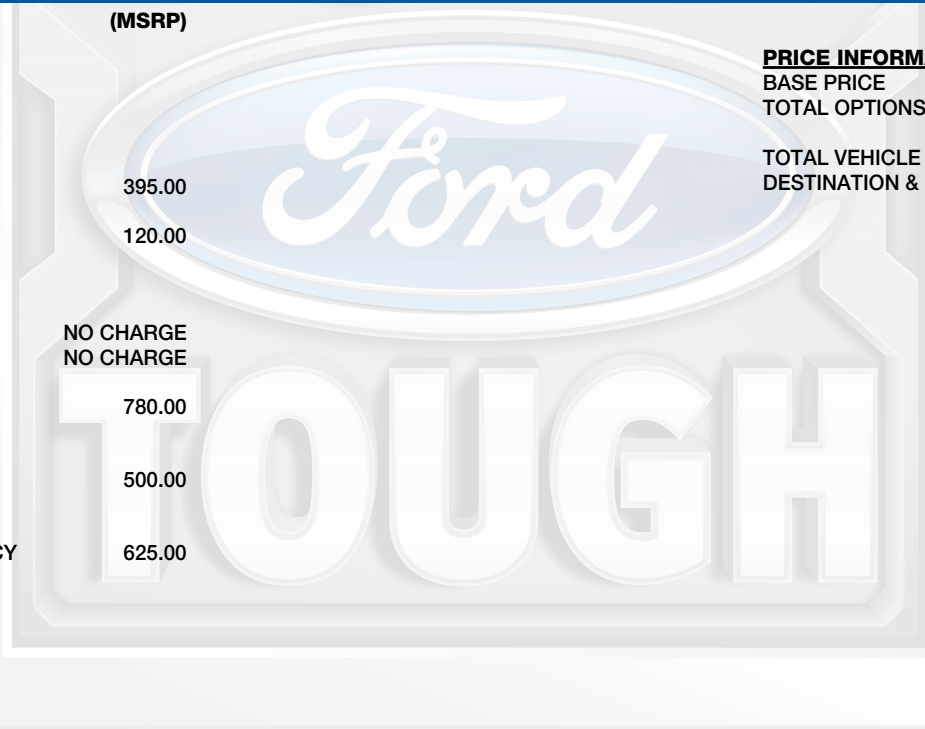 (MSRP)
PRICE INFORM
BASE PRICE
TOTAL OPTIONS
TOTAL VEHICLE
DESTINATION &
395.00
120.00
NO CHARGE
NO CHARGE
780.00
500.00
CY 625.00
Ford
TOUGH